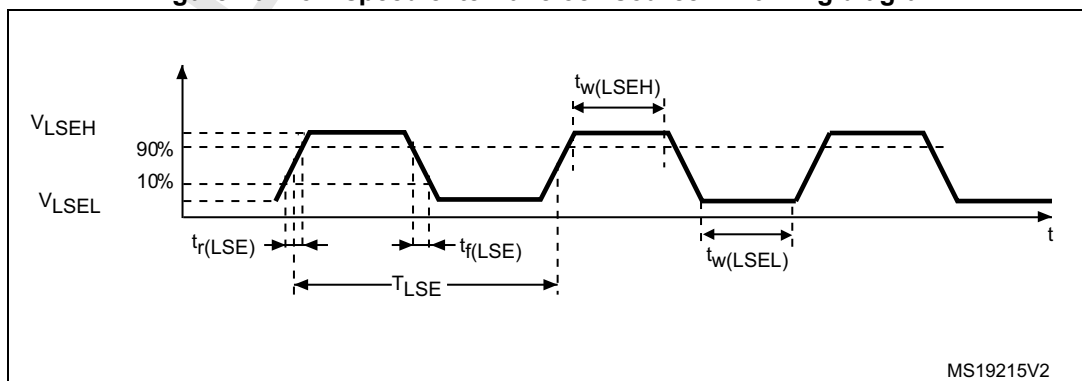 tw(LSEH)
VLSEH
90%
10%
VLSEL
tr(LSE)
tf(LSE)
TLSE
tw(LSEL)
t
MS19215V2